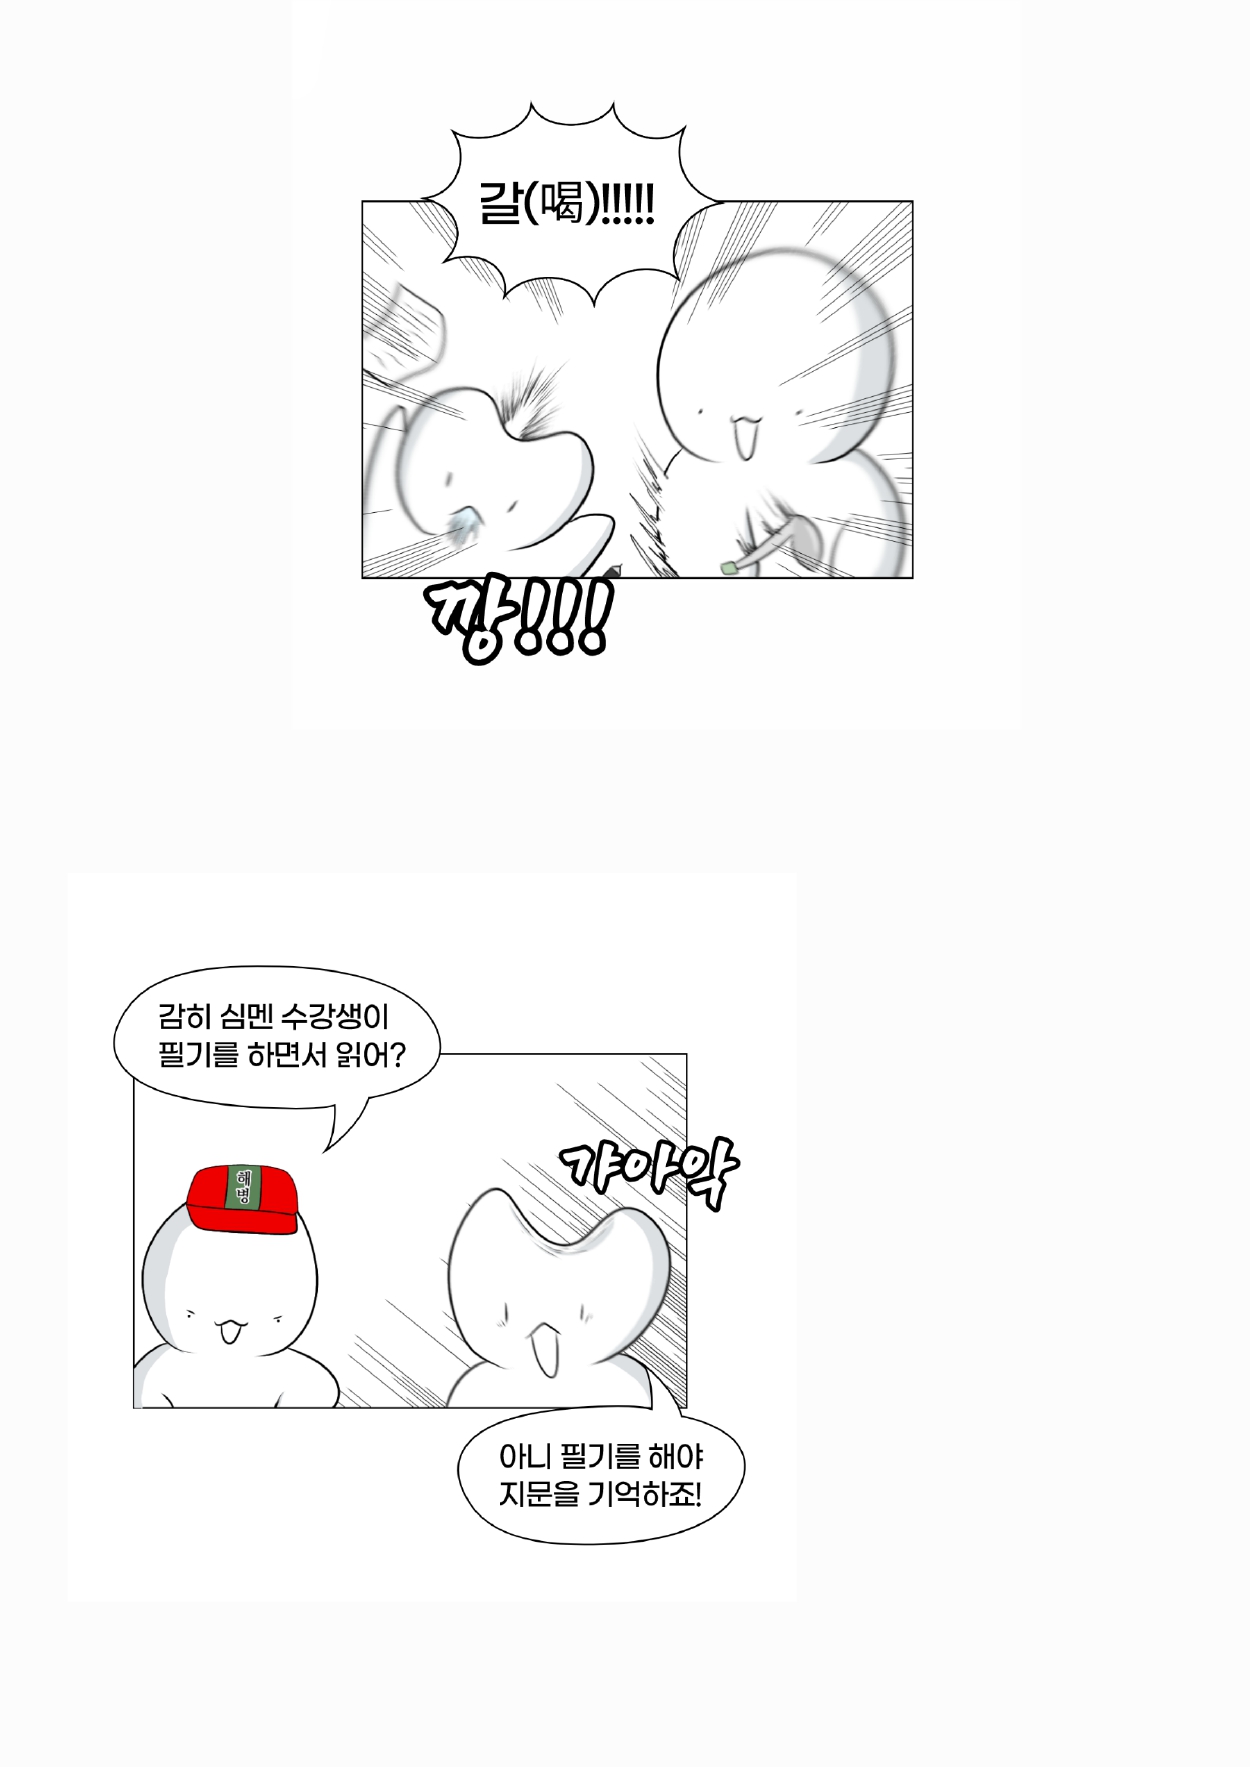 갈(喝)!!!!!
깡!!!
감히 심멘 수강생이
필기를 하면서 읽어?
해
병
갸아악
아니 필기를 해야
지문을 기억하죠!